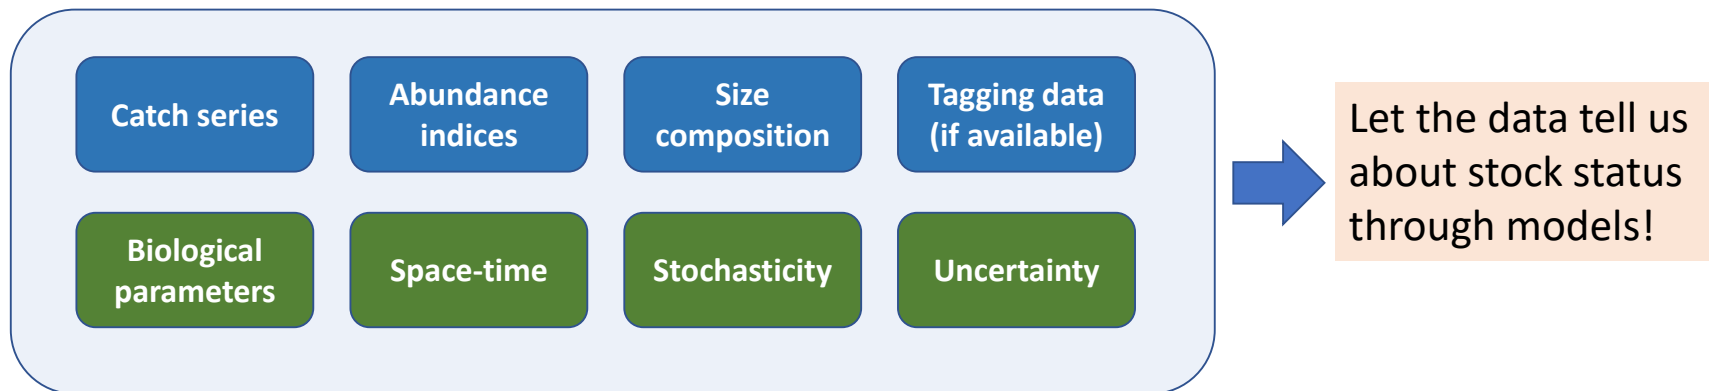 Catch series
Abundance
indices
Size
composition
Tagging data
(if available)
Biological
parameters
Space-time
Stochasticity
Uncertainty
Let the data tell us
about stock status
through models!